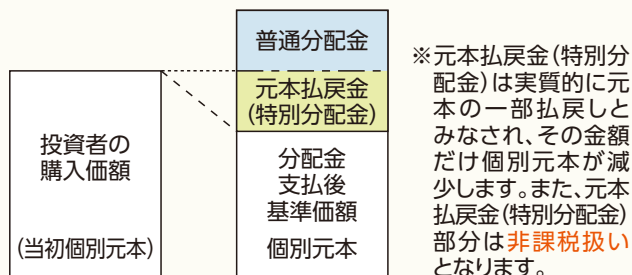 普通分配金
元本払戻金
(特別分配金)
投資者の
購入価額
(当初個別元本)
分配金
支払後
基準価額
個別元本
※元本払戻金(特別分
配金)は実質的に元
本の一部払戻しと
みなされ、その金額
だけ個別元本が減
少します。また、元本
払戻金(特別分配金)
部分は非課税扱い
となります。